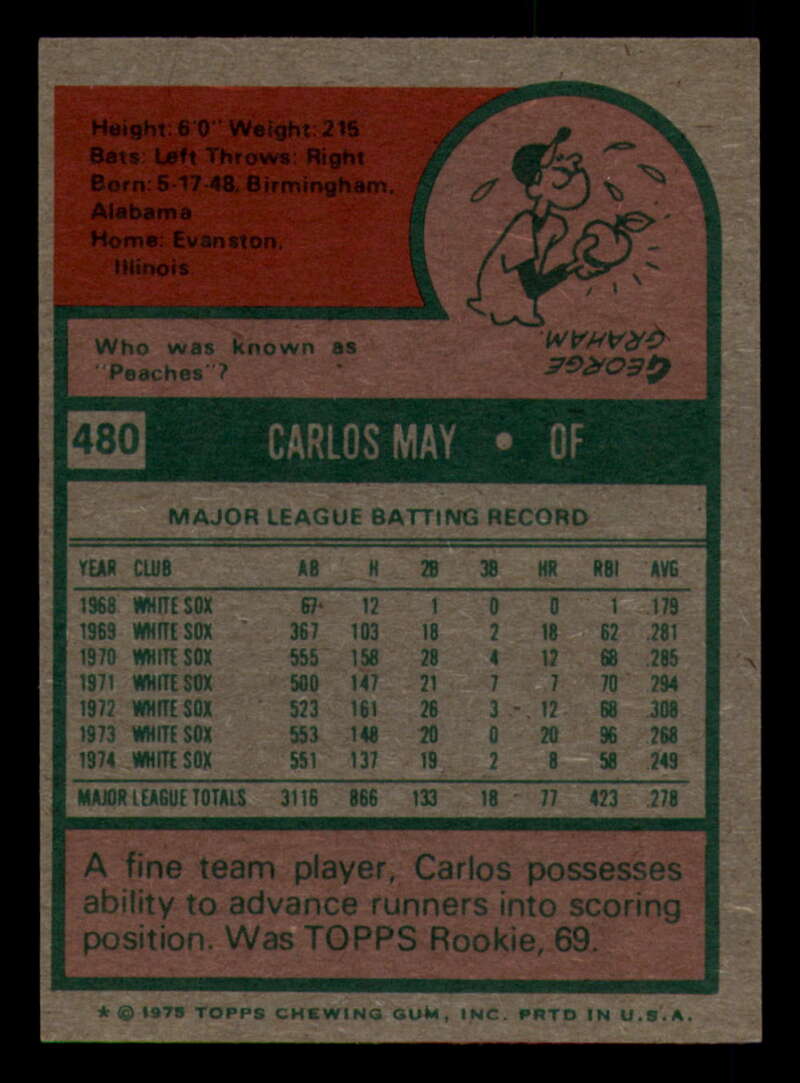 Height: 6'0" Weight: 215
Bats: Left Throws: Right
Born: 5-17-48, Birmingham,
Alabama
Home: Evanston,
Illinois
Who was known as
"Peaches"?
GEORGE
GRAHAM.
480 CARLOS MAY • OF
MAJOR LEAGUE BATTING RECORD
YEAR CLUB AB H 2B 3B HR RBI AVG
1968 WHITE SOX 67 12 1 0 0 1 .179
1969 WHITE SOX 367 103 18 2 18 62 .281
1970 WHITE SOX 555 158 28 4 12 68 .285
1971 WHITE SOX 500 147 21 7 7 70 .294
1972 WHITE SOX 523 161 26 3 12 68 .308
1973 WHITE SOX 553 148 20 0 20 96 .268
1974 WHITE SOX 551 137 19 2 8 58 .249
MAJOR LEAGUE TOTALS 3116 866 133 18 77 423 .278
A fine team player, Carlos possesses
ability to advance runners into scoring
position. Was TOPPS Rookie, 69.
* © 1975 TOPPS CHEWING GUM, INC. PRTD IN U.S.A.